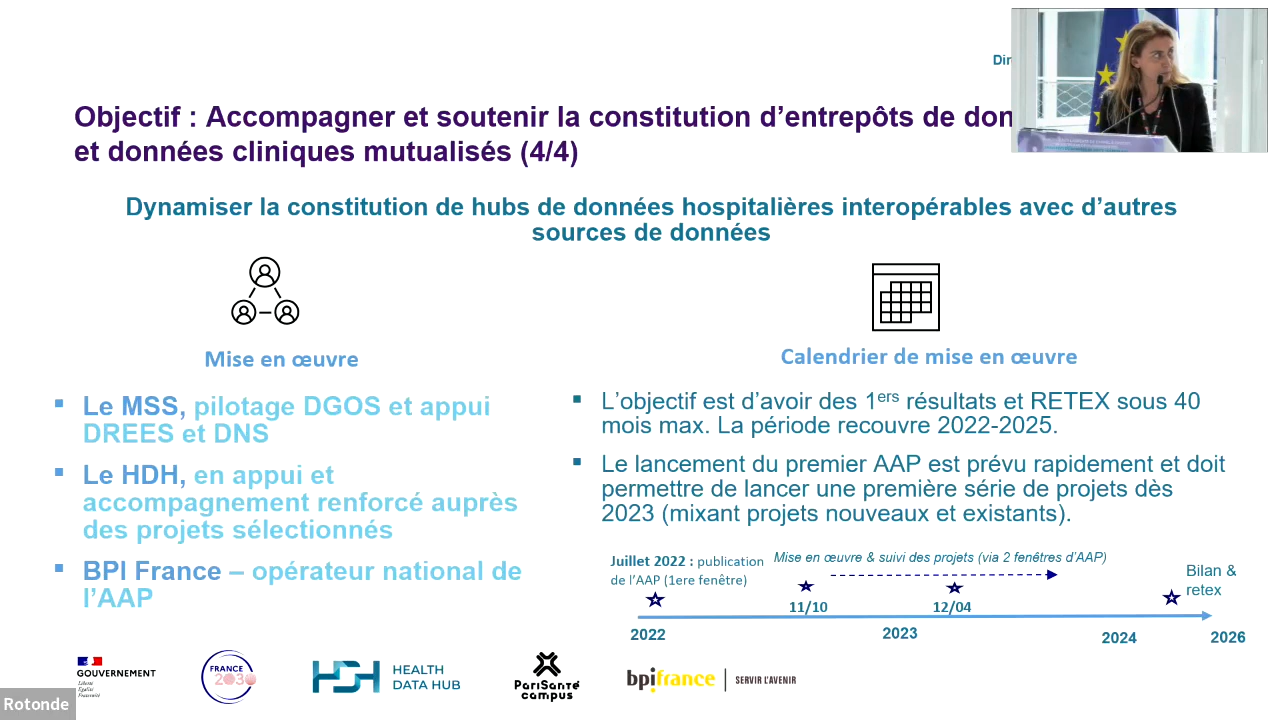 Dir
Objectif : Accompagner et soutenir la constitution d’entrepôts de don
et données cliniques mutualisés (4/4)
Dynamiser la constitution de hubs de données hospitalières interopérables avec d’autres
sources de données
Mise en œuvre
Le MSS, pilotage DGOS et appui
DREES et DNS
Le HDH, en appui et
accompagnement renforcé auprès
des projets sélectionnés
BPI France – opérateur national de
l’AAP
Calendrier de mise en œuvre
L’objectif est d’avoir des 1ers résultats et RETEX sous 40
mois max. La période recouvre 2022-2025.
Le lancement du premier AAP est prévu rapidement et doit
permettre de lancer une première série de projets dès
2023 (mixant projets nouveaux et existants).
Juillet 2022 : publication
de l’AAP (1ere fenêtre)
Mise en œuvre & suivi des projets (via 2 fenêtres d’AAP)
Bilan &
retex
11/10
12/04
2022
2023
2024
2026
GOUVERNEMENT
Liberté
Égalité
Fraternité
FRANCE
2030
HEALTH
DATA HUB
PariSanté
campus
bpifrance
SERVIR L’AVENIR
Rotonde